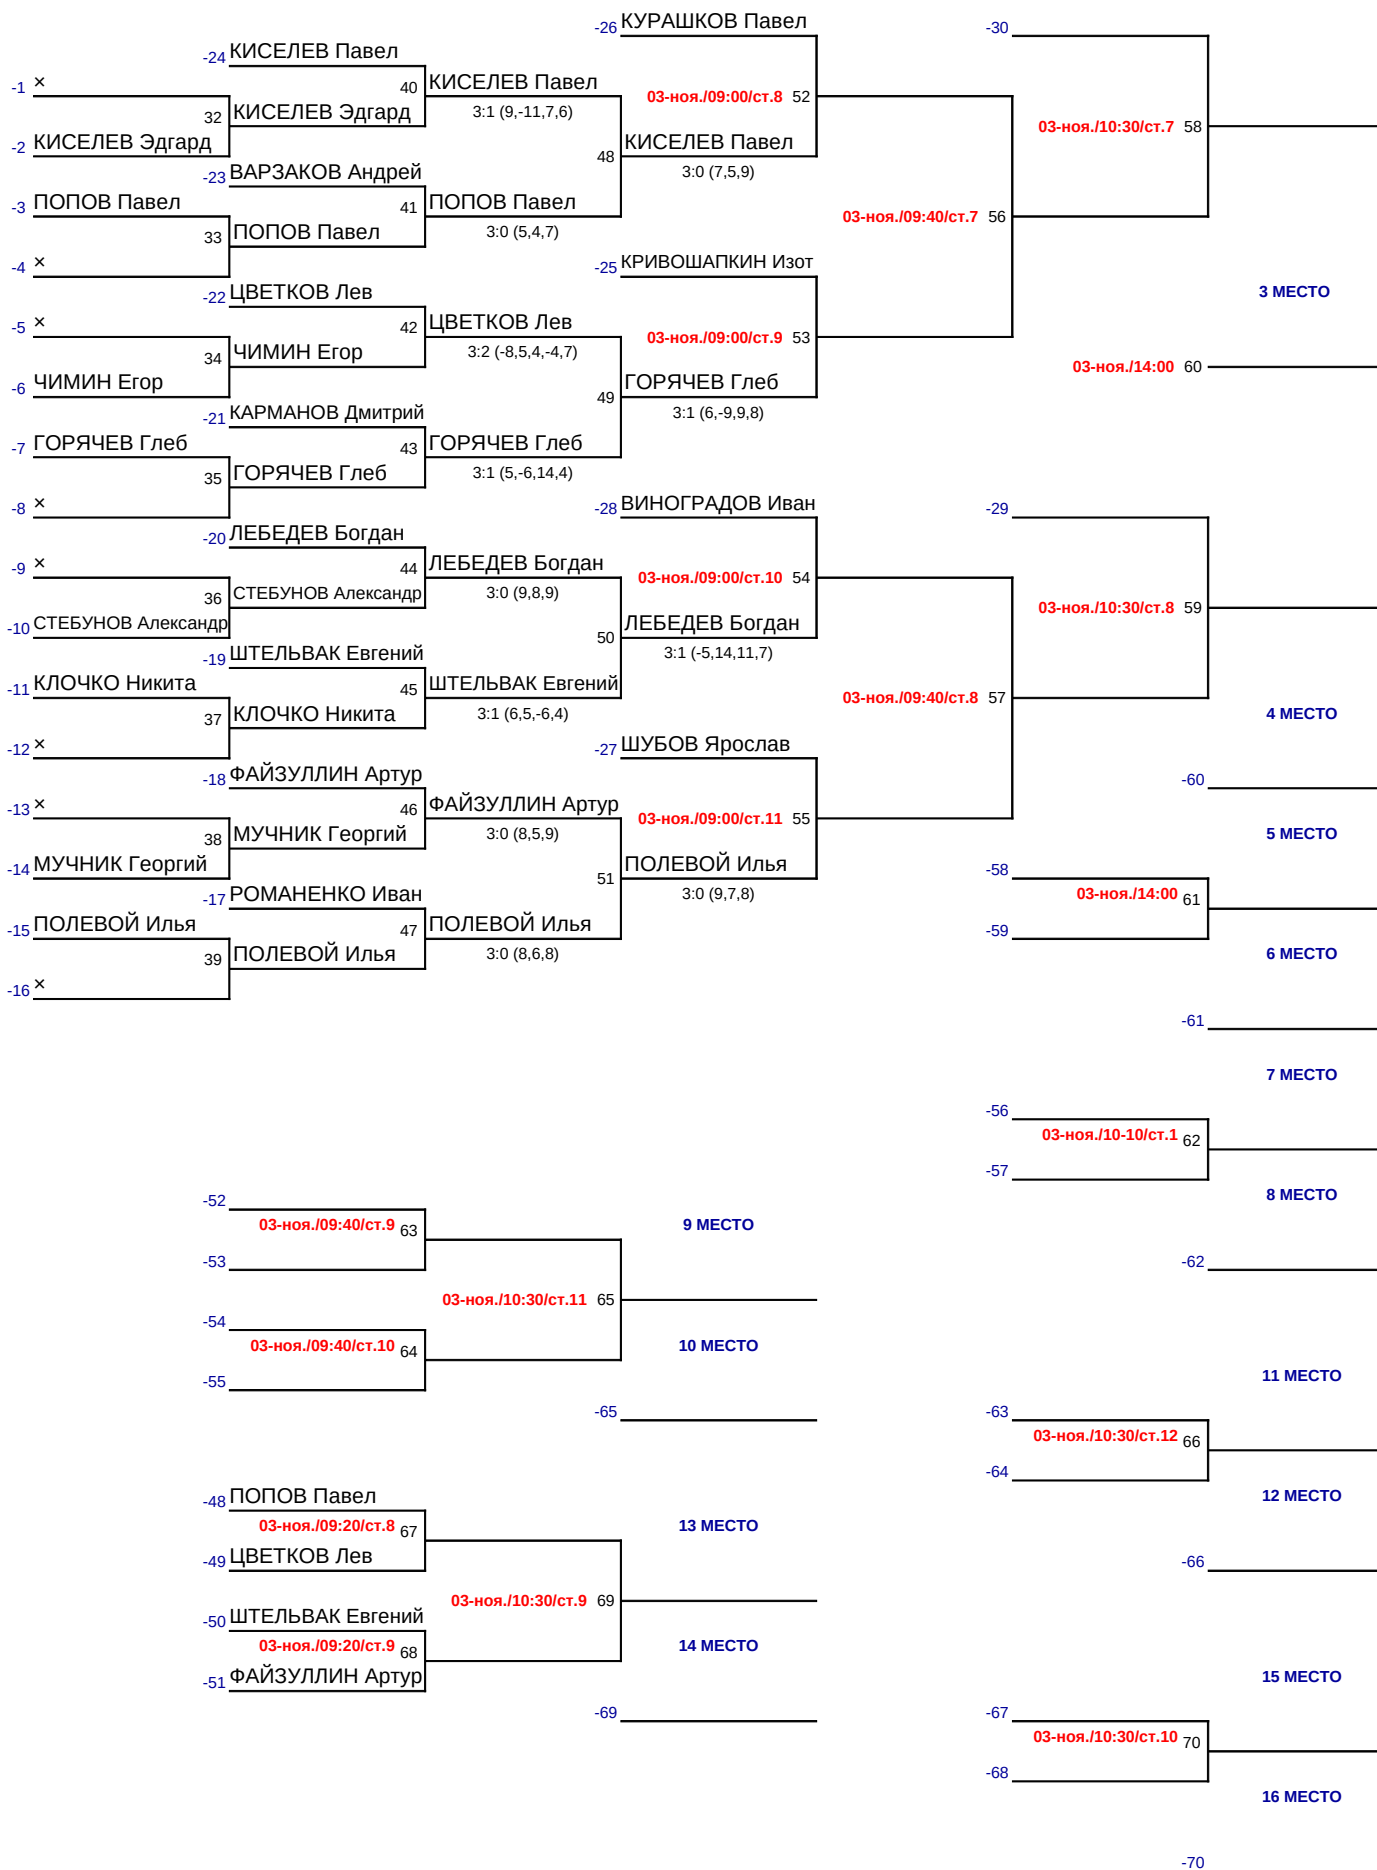 -26 КУРАШКОВ Павел
-30
-24 КИСЕЛЕВ Павел
-1 ×
40 КИСЕЛЕВ Павел
03-ноя./09:00/ст.8 52
32 КИСЕЛЕВ Эдгард
3:1 (9,-11,7,6)
03-ноя./10:30/ст.7 58
-2 КИСЕЛЕВ Эдгард
48 КИСЕЛЕВ Павел
-23 ВАРЗАКОВ Андрей
3:0 (7,5,9)
-3 ПОПОВ Павел
41 ПОПОВ Павел
03-ноя./09:40/ст.7 56
33 ПОПОВ Павел
3:0 (5,4,7)
-4 ×
-25 КРИВОШАПКИН Изот
-22 ЦВЕТКОВ Лев
3 МЕСТО
-5 ×
42 ЦВЕТКОВ Лев
03-ноя./09:00/ст.9 53
34 ЧИМИН Егор
3:2 (-8,5,4,-4,7)
03-ноя./14:00 60
-6 ЧИМИН Егор
49 ГОРЯЧЕВ Глеб
-21 КАРМАНОВ Дмитрий
3:1 (6,-9,9,8)
-7 ГОРЯЧЕВ Глеб
43 ГОРЯЧЕВ Глеб
35 ГОРЯЧЕВ Глеб
3:1 (5,-6,14,4)
-8 ×
-28 ВИНОГРАДОВ Иван
-29
-20 ЛЕБЕДЕВ Богдан
-9 ×
44 ЛЕБЕДЕВ Богдан
03-ноя./09:00/ст.10 54
36 СТЕБУНОВ Александр
3:0 (9,8,9)
03-ноя./10:30/ст.8 59
-10 СТЕБУНОВ Александр
50 ЛЕБЕДЕВ Богдан
-19 ШТЕЛЬВАК Евгений
3:1 (-5,14,11,7)
-11 КЛОЧКО Никита
45 ШТЕЛЬВАК Евгений
03-ноя./09:40/ст.8 57
37 КЛОЧКО Никита
3:1 (6,5,-6,4)
4 МЕСТО
-12 ×
-27 ШУБОВ Ярослав
-18 ФАЙЗУЛЛИН Артур
-60
-13 ×
46 ФАЙЗУЛЛИН Артур
03-ноя./09:00/ст.11 55
38 МУЧНИК Георгий
3:0 (8,5,9)
5 МЕСТО
-14 МУЧНИК Георгий
51 ПОЛЕВОЙ Илья
-58
-17 РОМАНЕНКО Иван
3:0 (9,7,8)
03-ноя./14:00 61
-15 ПОЛЕВОЙ Илья
47 ПОЛЕВОЙ Илья
-59
39 ПОЛЕВОЙ Илья
3:0 (8,6,8)
6 МЕСТО
-16 ×
-61
7 МЕСТО
-56
03-ноя./10-10/ст.1 62
-57
8 МЕСТО
-52
03-ноя./09:40/ст.9 63
9 МЕСТО
-53
-62
03-ноя./10:30/ст.11 65
-54
03-ноя./09:40/ст.10 64
10 МЕСТО
-55
11 МЕСТО
-65
-63
03-ноя./10:30/ст.12 66
-64
12 МЕСТО
-48 ПОПОВ Павел
03-ноя./09:20/ст.8 67
13 МЕСТО
-49 ЦВЕТКОВ Лев
-66
03-ноя./10:30/ст.9 69
-50 ШТЕЛЬВАК Евгений
03-ноя./09:20/ст.9 68
14 МЕСТО
-51 ФАЙЗУЛЛИН Артур
15 МЕСТО
-69
-67
03-ноя./10:30/ст.10 70
-68
16 МЕСТО
-70